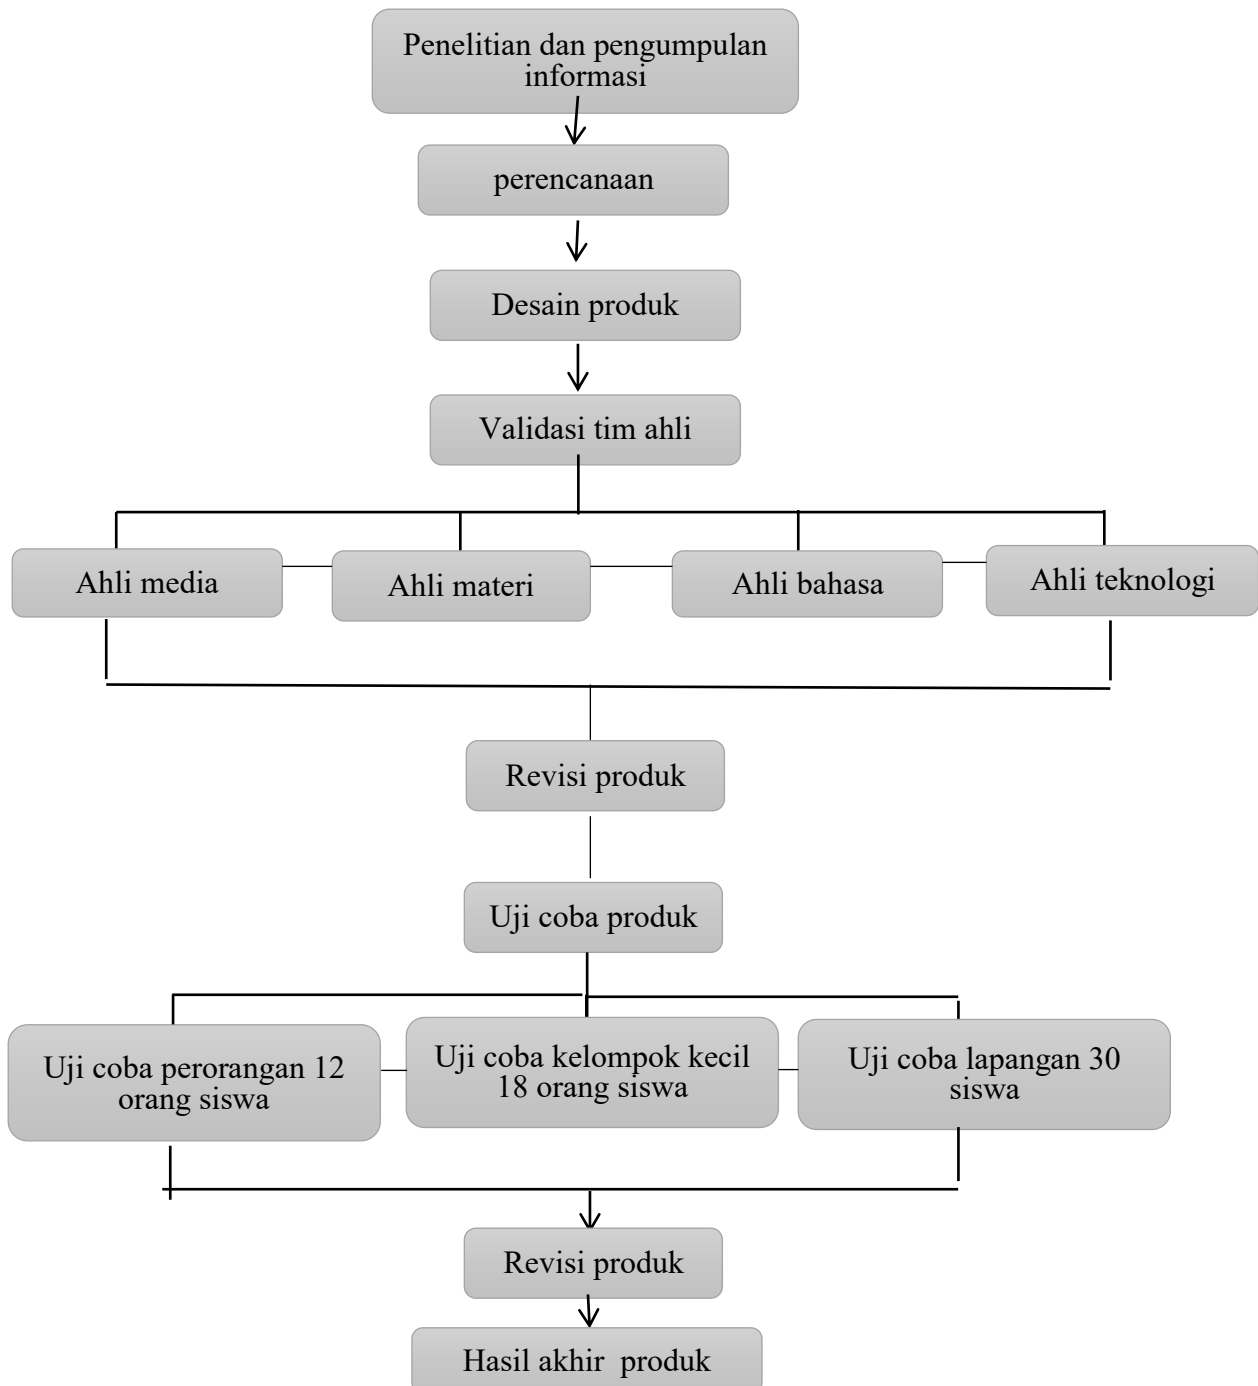 Penelitian dan pengumpulan
informasi
perencanaan
Desain produk
Validasi tim ahli
Ahli media
Ahli materi
Ahli bahasa
Ahli teknologi
Revisi produk
Uji coba produk
Uji coba perorangan 12
orang siswa
Uji coba kelompok kecil
18 orang siswa
Uji coba lapangan 30
siswa
Revisi produk
Hasil akhir  produk